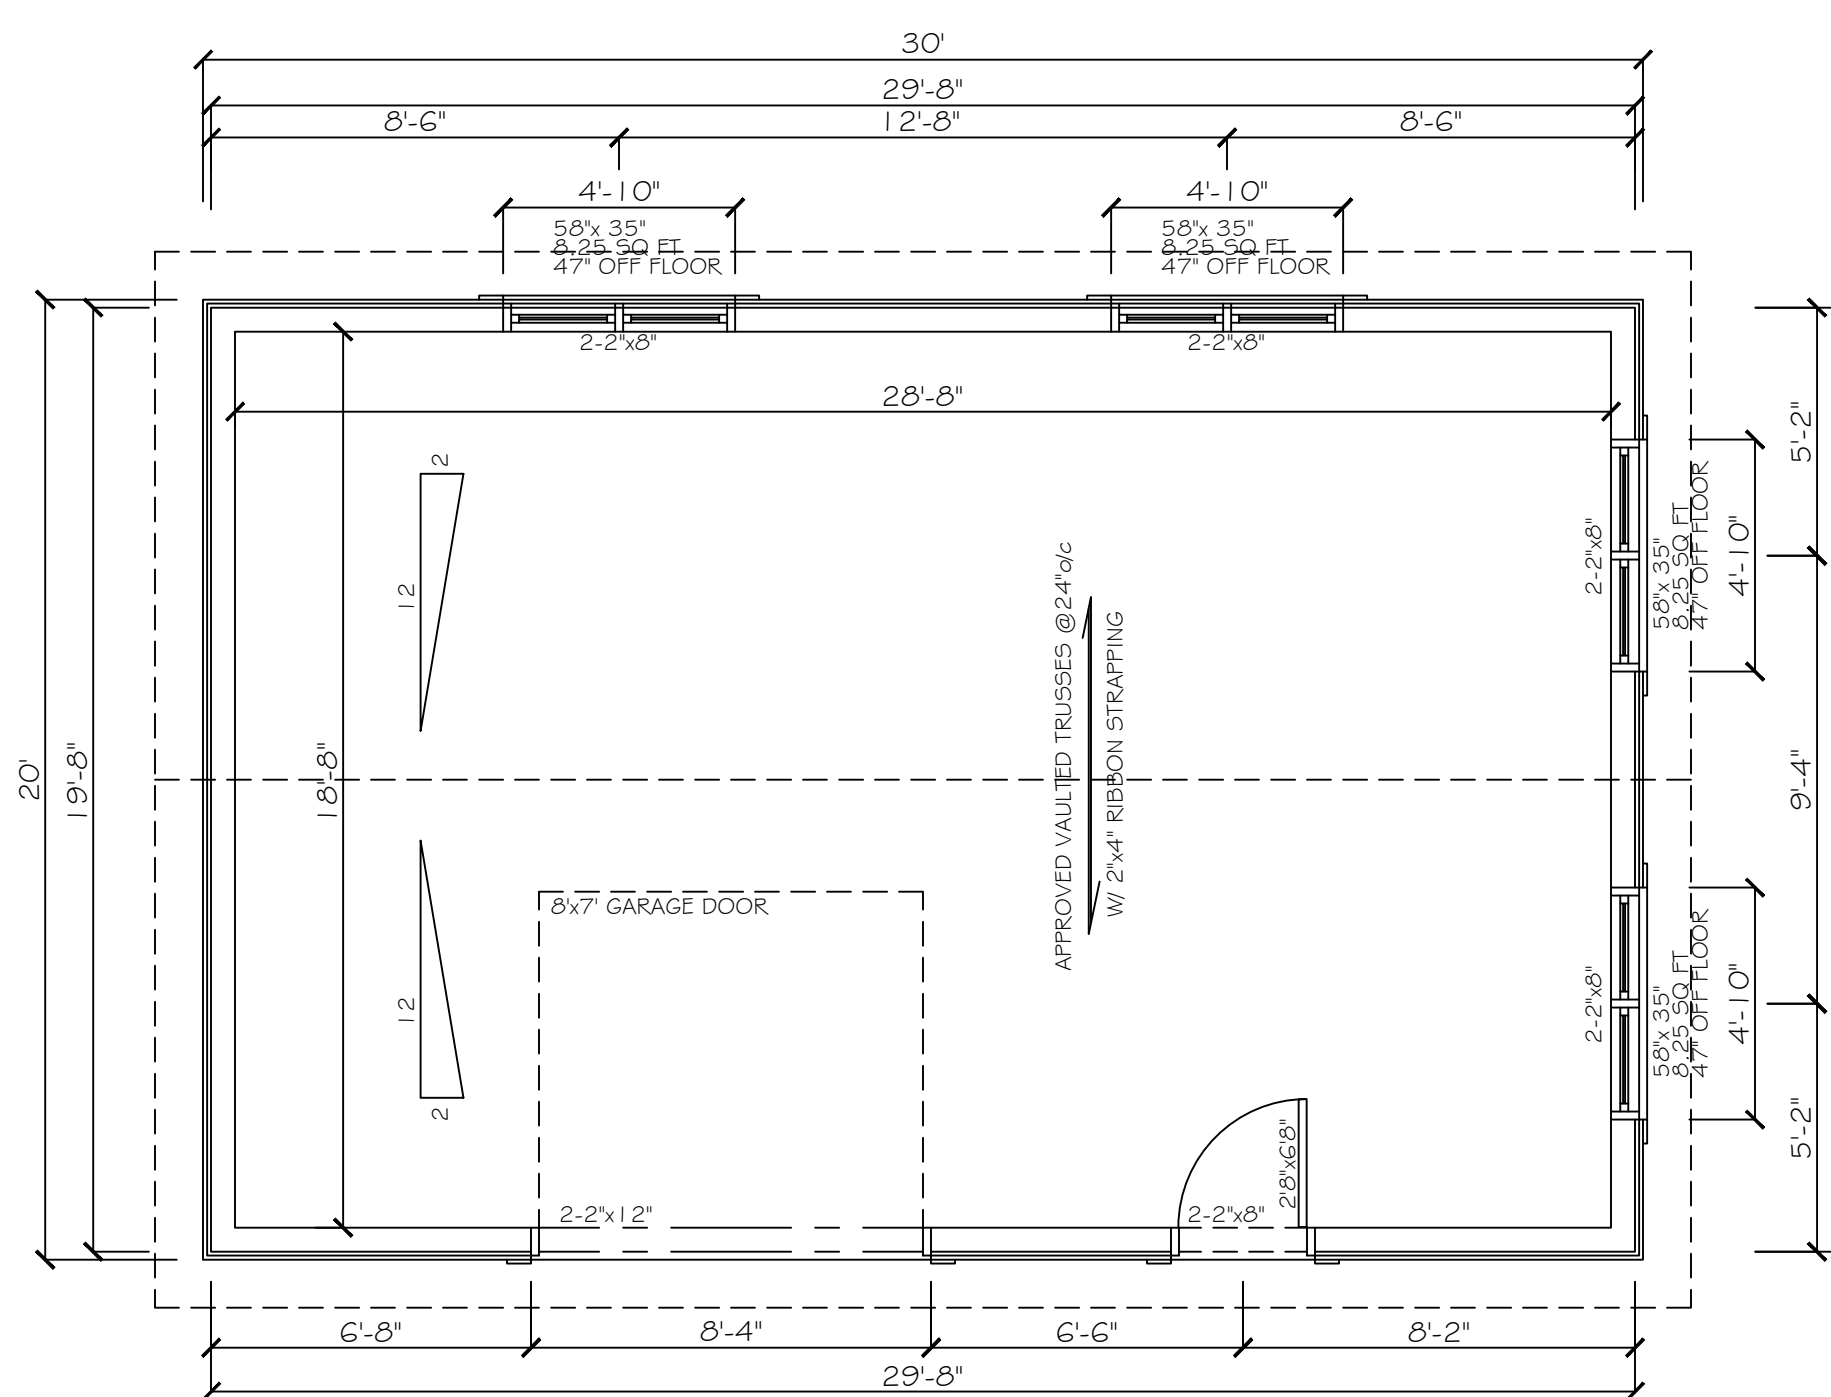 30'
29'-8"
8'-6"
12'-8"
8'-6"
4'-10"
4'-10"
58"x 35"
8.25 SQ FT
47" OFF FLOOR
58"x 35"
8.25 SQ FT
47" OFF FLOOR
2-2"x8"
2-2"x8"
28'-8"
20'
19'-8"
18'-8"
2
12
12
2
APPROVED VAULTED TRUSSES @24"o/c
W/ 2"x4" RIBBON STRAPPING
2-2"x8"
58"x 35"
8.25 SQ FT
47" OFF FLOOR
4'-10"
5'-2"
9'-4"
2-2"x8"
58"x 35"
8.25 SQ FT
47" OFF FLOOR
4'-10"
5'-2"
8'x7' GARAGE DOOR
2'8"x6'8"
2-2"x12"
2-2"x8"
6'-8"
8'-4"
6'-6"
8'-2"
29'-8"